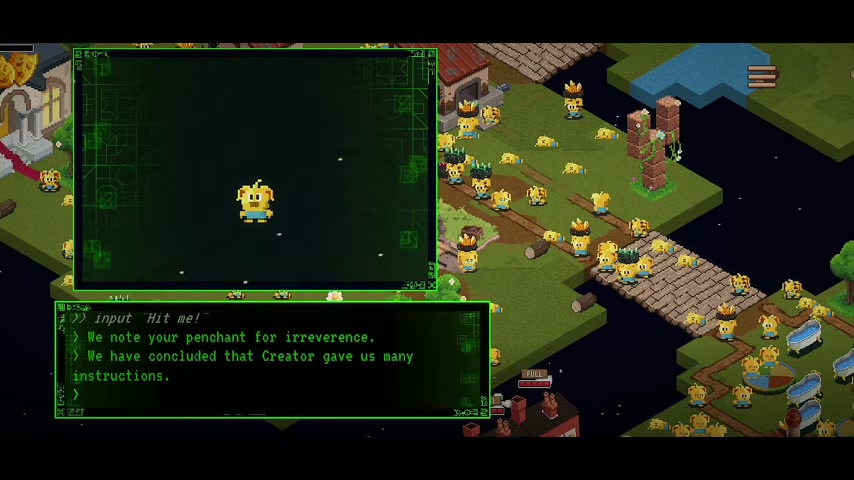 》 input "Hit me!"
》 We note your penchant for irreverence.
》 We have concluded that Creator gave us many
instructions.
》
FULL